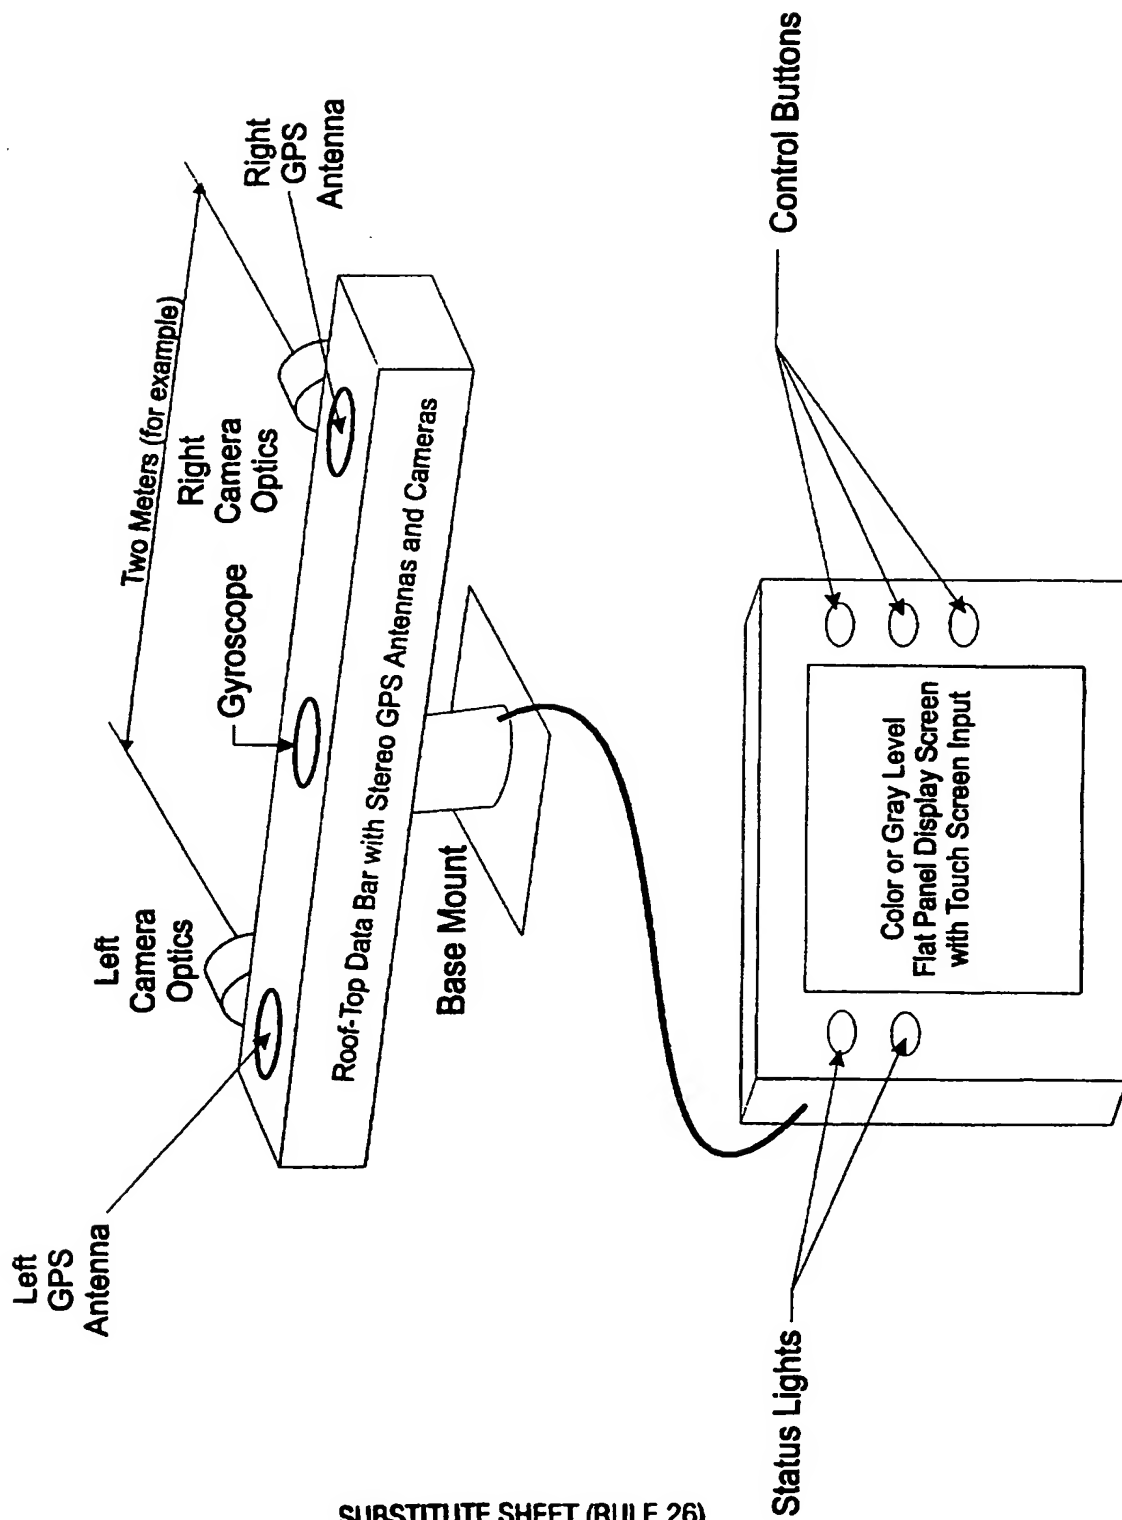 Left
GPS
Antenna
Left
Camera
Optics
Gyroscope
Two Meters (for example)
Right
Camera
Optics
Right
GPS
Antenna
Roof-Top Data Bar with Stereo GPS Antennas and Cameras
Base Mount
Status Lights
Color or Gray Level
Flat Panel Display Screen
with Touch Screen Input
Control Buttons
SUBSTITUTE SHEET (RULE 26)